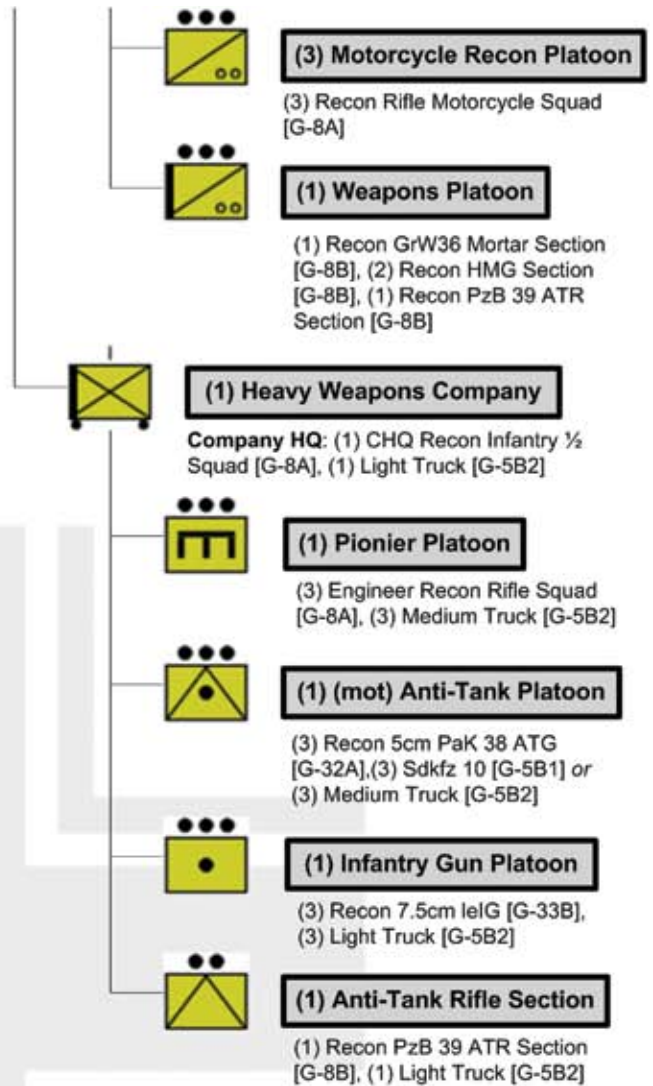 (3) Motorcycle Recon Platoon
(3) Recon Rifle Motorcycle Squad
[G-8A]
(1) Weapons Platoon
(1) Recon GrW36 Mortar Section
[G-8B], (2) Recon HMG Section
[G-8B], (1) Recon PzB 39 ATR
Section [G-8B]
(1) Heavy Weapons Company
Company HQ: (1) CHQ Recon Infantry ½
Squad [G-8A], (1) Light Truck [G-5B2]
(1) Pionier Platoon
(3) Engineer Recon Rifle Squad
[G-8A], (3) Medium Truck [G-5B2]
(1) (mot) Anti-Tank Platoon
(3) Recon 5cm PaK 38 ATG
[G-32A],(3) Sdkfz 10 [G-5B1] or
(3) Medium Truck [G-5B2]
(1) Infantry Gun Platoon
(3) Recon 7.5cm leIG [G-33B],
(3) Light Truck [G-5B2]
(1) Anti-Tank Rifle Section
(1) Recon PzB 39 ATR Section
[G-8B], (1) Light Truck [G-5B2]